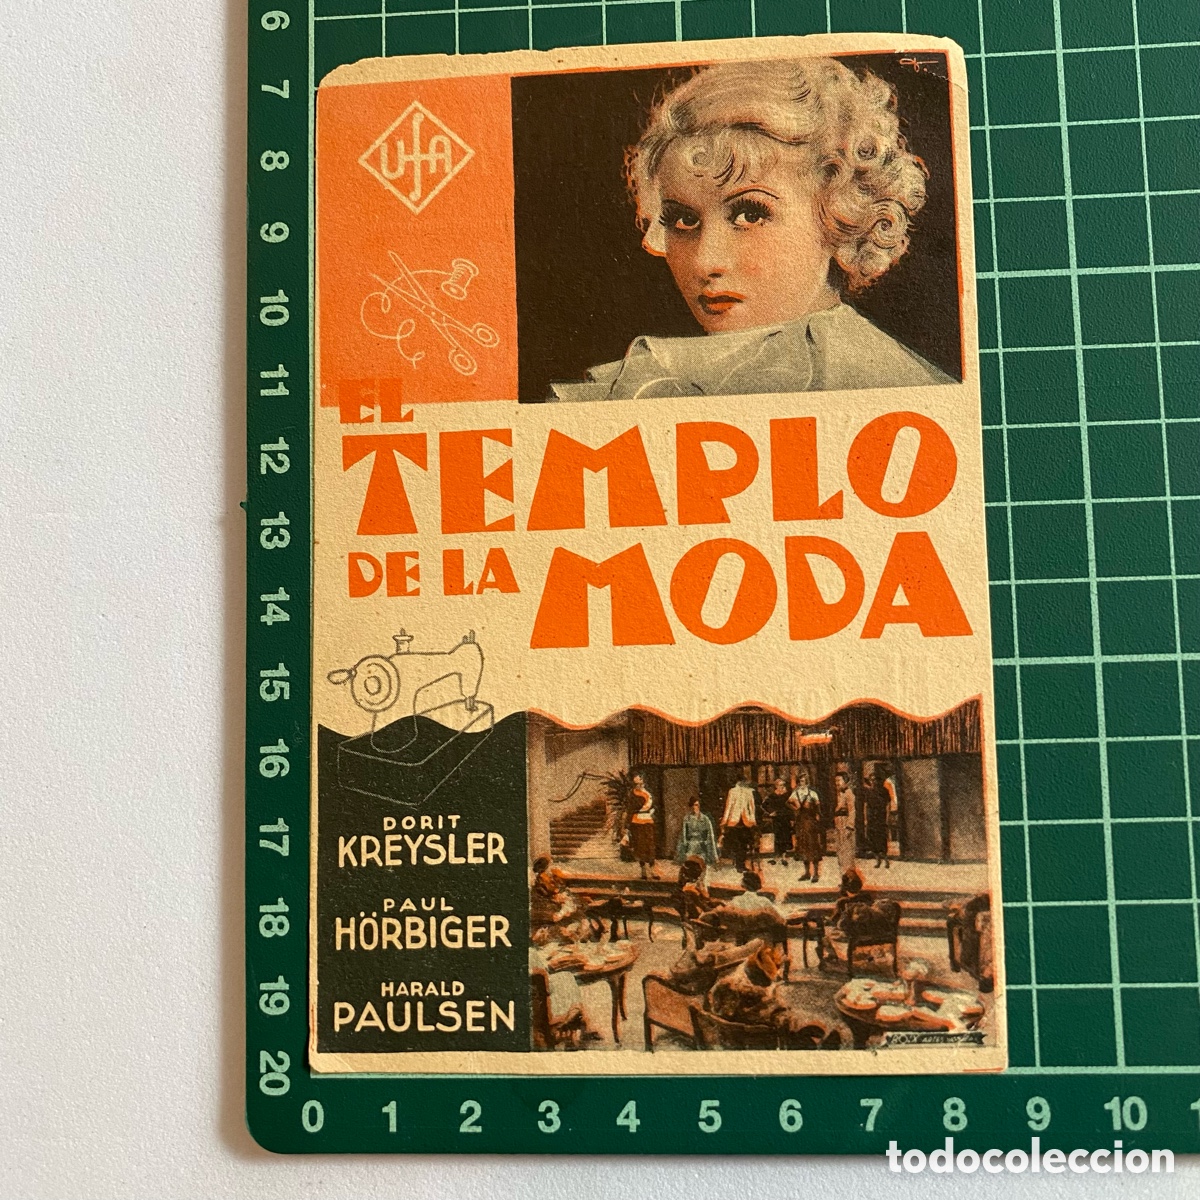 UfA
EL
TEMPLO
DE LA MODA
DORIT
KREYSLER
PAUL
HÖRBIGER
HARALD
PAULSEN
6
7
8
9
10
11
12
13
14
15
16
17
18
19
20
0 1 2 3 4 5 6 7 8 9 10
todocoleccion